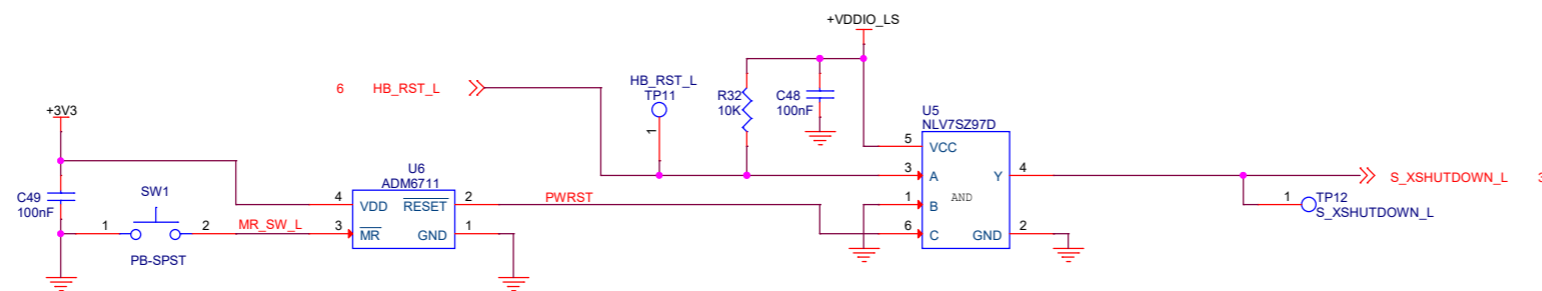 +VDDIO_LS
6 HB_RST_L
HB_RST_L
TP11
1
R32
10K
C48
100nF
U5
NLV7SZ97D
+3V3
5 VCC
3 A
Y 4
S_XSHUTDOWN_L
1 B
AND
6 C
GND 2
1
TP12
S_XSHUTDOWN_L
C49
100nF
SW1
1
2
PB-SPST
MR_SW_L
U6
ADM6711
4 VDD
RESET 2
PWRST
3 MR
GND 1